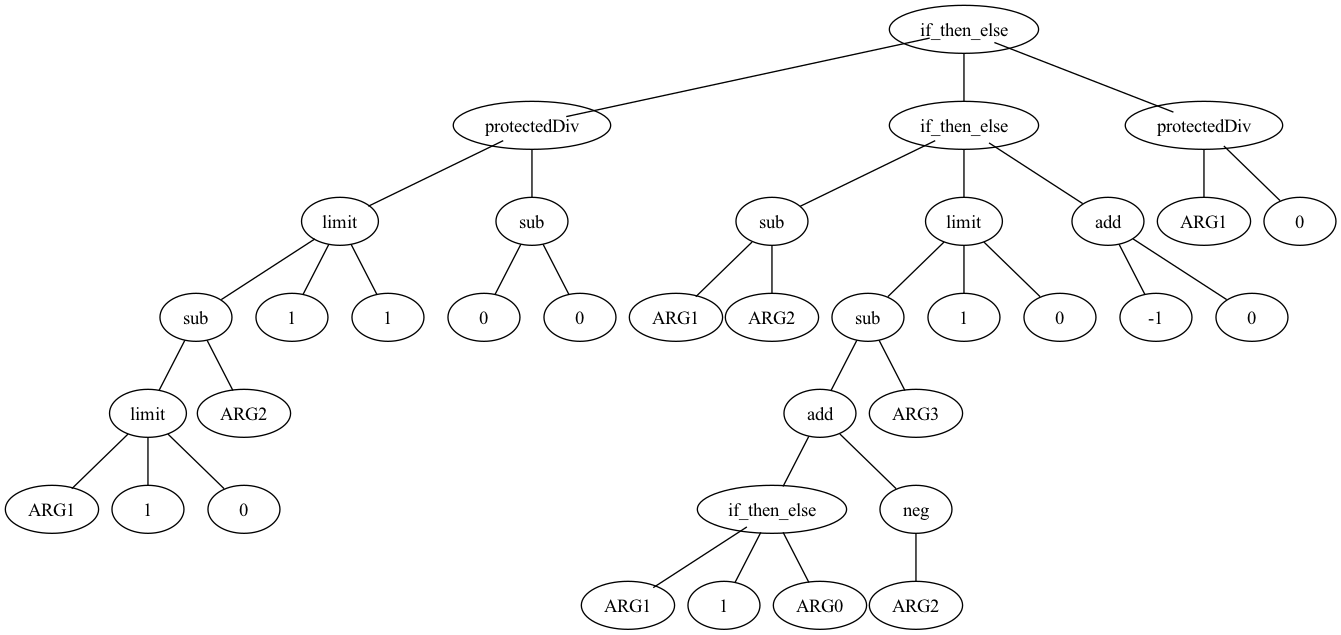 if_then_else
protectedDiv if_then_else protectedDiv
limit sub sub limit add ARG1 0
sub 1 1 0 0 ARG1 ARG2 sub 1 0 -1 0
limit ARG2 add ARG3
ARG1 1 0 if_then_else neg
ARG1 1 ARG0 ARG2